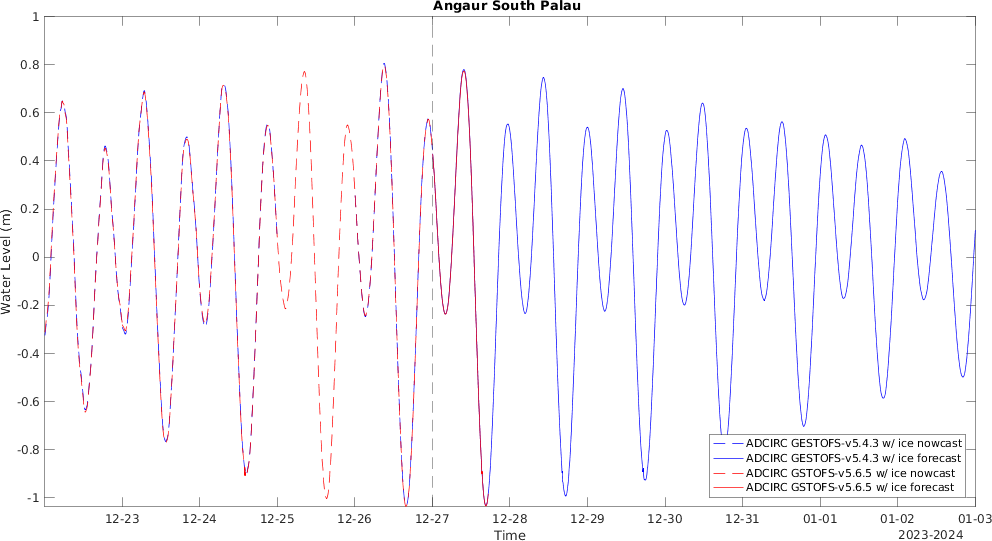 Angaur South Palau
1
0.8
0.6
0.4
0.2
0
-0.2
-0.4
-0.6
-0.8
-1
Water Level (m)
ADCIRC GESTOFS-v5.4.3 w/ ice nowcast
ADCIRC GESTOFS-v5.4.3 w/ ice forecast
ADCIRC GSTOFS-v5.6.5 w/ ice nowcast
ADCIRC GSTOFS-v5.6.5 w/ ice forecast
12-23 12-24 12-25 12-26 12-27 12-28 12-29 12-30 12-31 01-01 01-02 01-03
Time
2023-2024